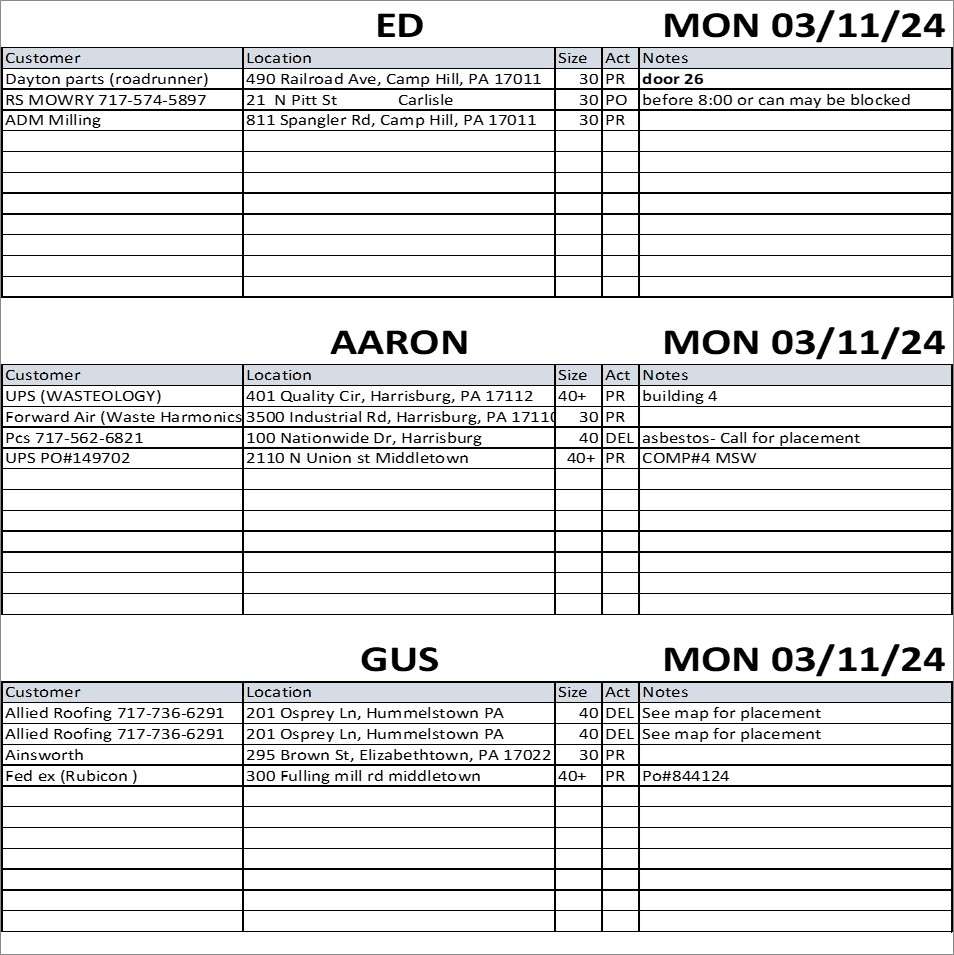 ED MON 03/11/24
Customer Location Size Act Notes
Dayton parts (roadrunner) 490 Railroad Ave, Camp Hill, PA 17011 30 PR door 26
RS MOWRY 717-574-5897 21 N Pitt St Carlisle 30 PO before 8:00 or can may be blocked
ADM Milling 811 Spangler Rd, Camp Hill, PA 17011 30 PR
AARON MON 03/11/24
Customer Location Size Act Notes
UPS (WASTEOLOGY) 401 Quality Cir, Harrisburg, PA 17112 40+ PR building 4
Forward Air (Waste Harmonics 3500 Industrial Rd, Harrisburg, PA 17110 30 PR
Pcs 717-562-6821 100 Nationwide Dr, Harrisburg 40 DEL asbestos- Call for placement
UPS PO#149702 2110 N Union st Middletown 40+ PR COMP#4 MSW
GUS MON 03/11/24
Customer Location Size Act Notes
Allied Roofing 717-736-6291 201 Osprey Ln, Hummelstown PA 40 DEL See map for placement
Allied Roofing 717-736-6291 201 Osprey Ln, Hummelstown PA 40 DEL See map for placement
Ainsworth 295 Brown St, Elizabethtown, PA 17022 30 PR
Fed ex (Rubicon ) 300 Fulling mill rd middletown 40+ PR Po#844124